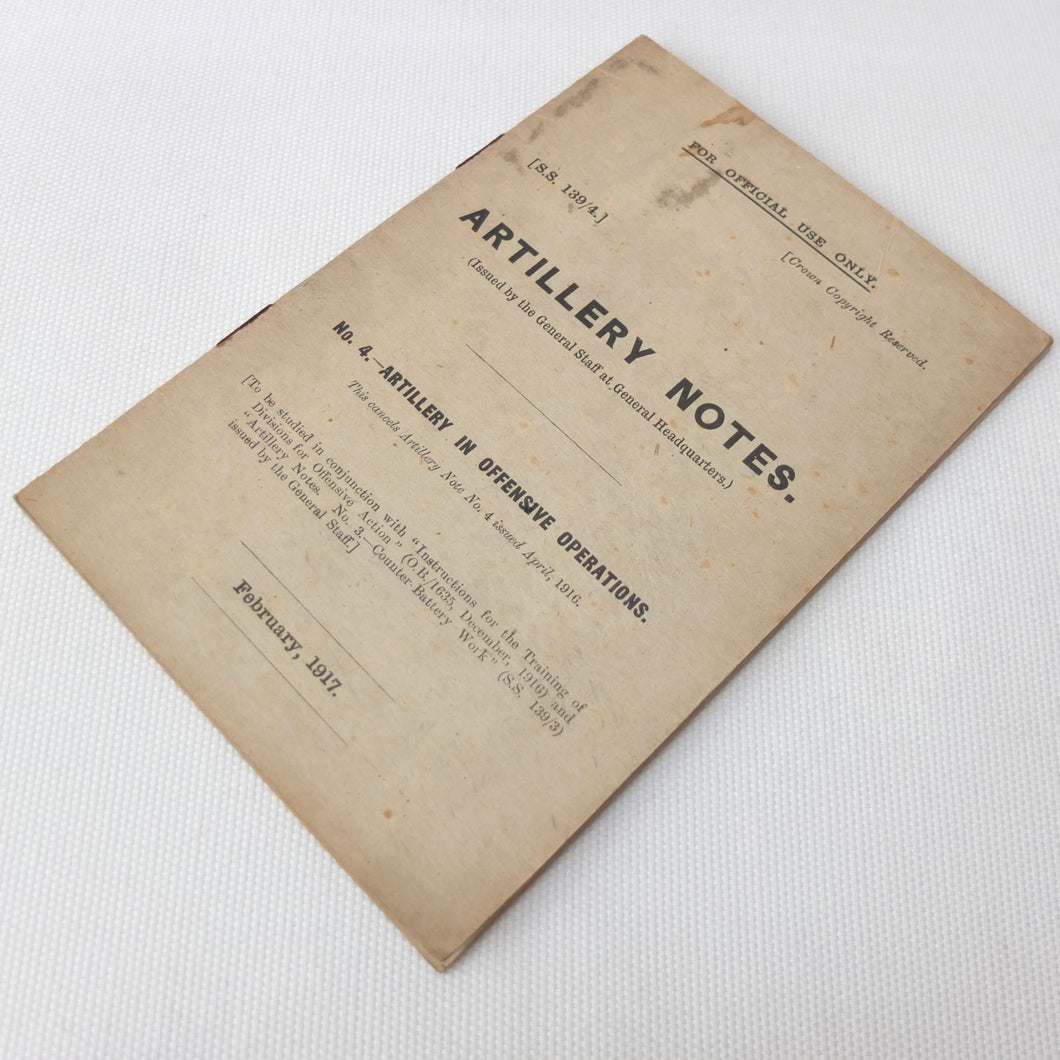 FOR OFFICIAL USE ONLY.
[S.S. 139/4.]
[Crown Copyright Reserved.
ARTILLERY NOTES.
(Issued by the General Staff at General Headquarters.)
No. 4.—ARTILLERY IN OFFENSIVE OPERATIONS.
This cancels Artillery Note No. 4 issued April, 1916.
[To be studied in conjunction with "Instructions for the Training of
Divisions for Offensive Action" (O.B./1635, December, 1916) and
"Artillery Notes. No. 3.—Counter-Battery Work" (S.S. 139/3)
issued by the General Staff.]
February, 1917.